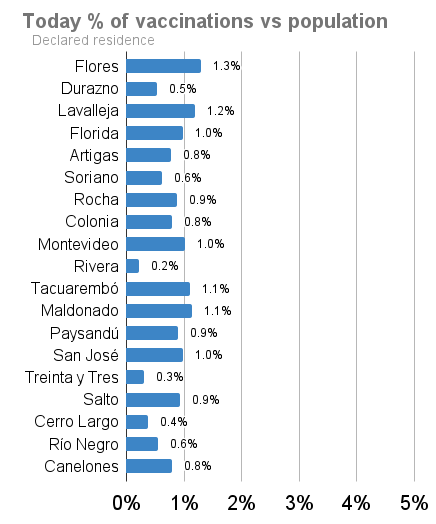 Today % of vaccinations vs population
Declared residence
Flores 1.3%
Durazno 0.5%
Lavalleja 1.2%
Florida 1.0%
Artigas 0.8%
Soriano 0.6%
Rocha 0.9%
Colonia 0.8%
Montevideo 1.0%
Rivera 0.2%
Tacuarembó 1.1%
Maldonado 1.1%
Paysandú 0.9%
San José 1.0%
Treinta y Tres 0.3%
Salto 0.9%
Cerro Largo 0.4%
Río Negro 0.6%
Canelones 0.8%
0% 1% 2% 3% 4% 5%